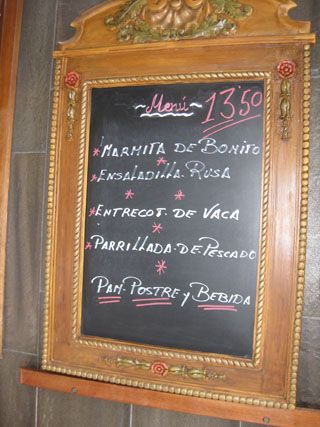 ~Menú~ 13'50
*MARMITA DE BONITO
*ENSALADILLA RUSA
*ENTRECOT. DE VACA
*PARRILLADA-DE-PESCADO
PAN-POSTRE y BEBIDA